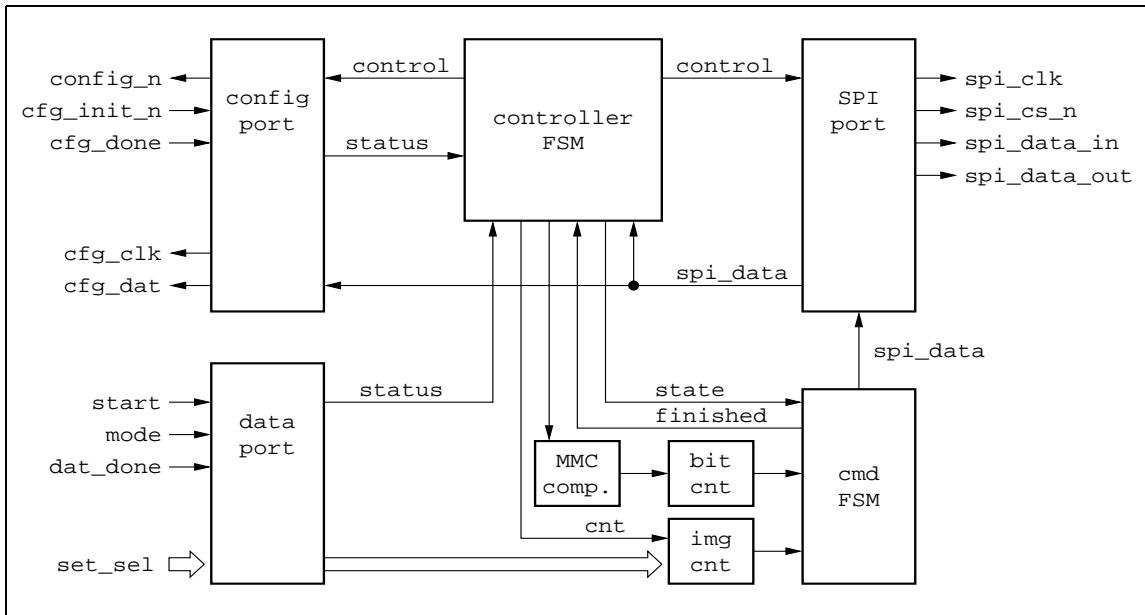 config_n
cfg_init_n
cfg_done
cfg_clk
cfg_dat
config
port
control
status
controller
FSM
control
SPI
port
spi_clk
spi_cs_n
spi_data_in
spi_data_out
spi_data
spi_data
start
mode
dat_done
set_sel
data
port
status
state
finished
MMC
comp.
bit
cnt
cnt
img
cnt
cmd
FSM